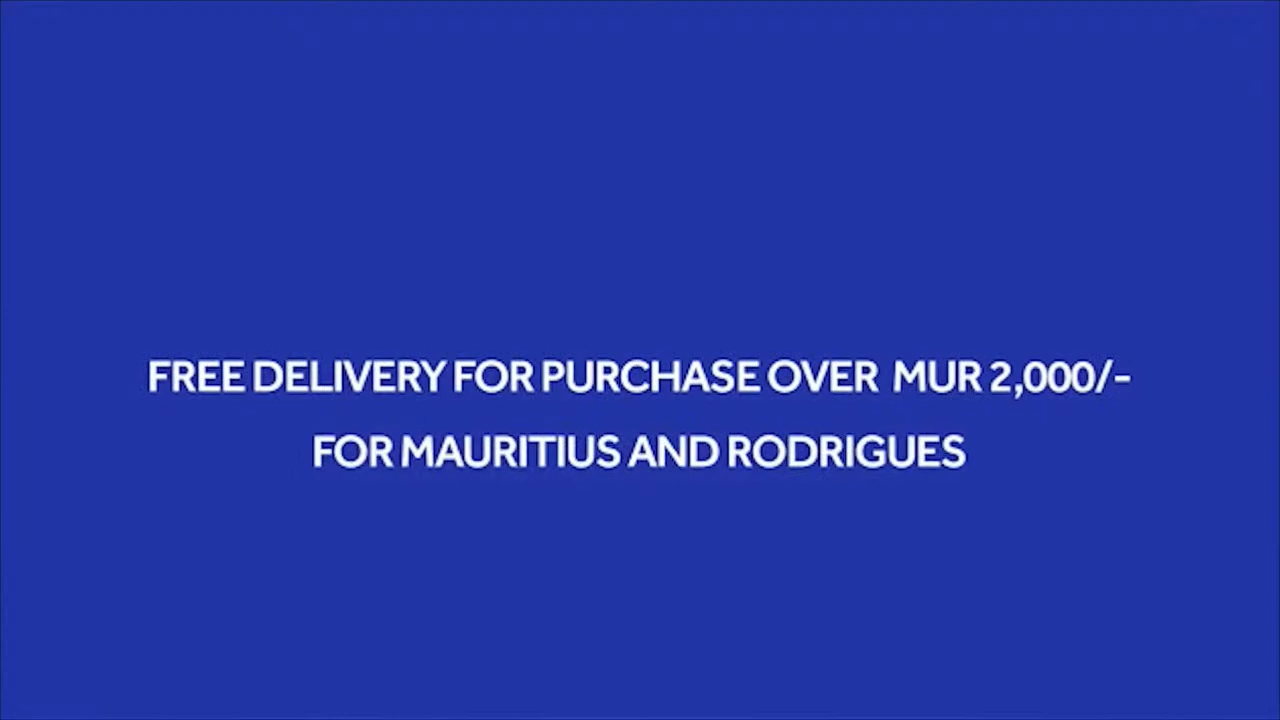 FREE DELIVERY FOR PURCHASE OVER MUR 2,000/-
FOR MAURITIUS AND RODRIGUES